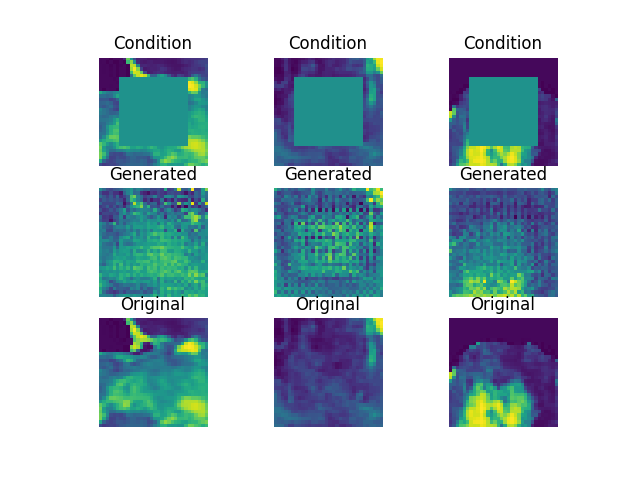 Condition Condition Condition
Generated Generated Generated
Original Original Original